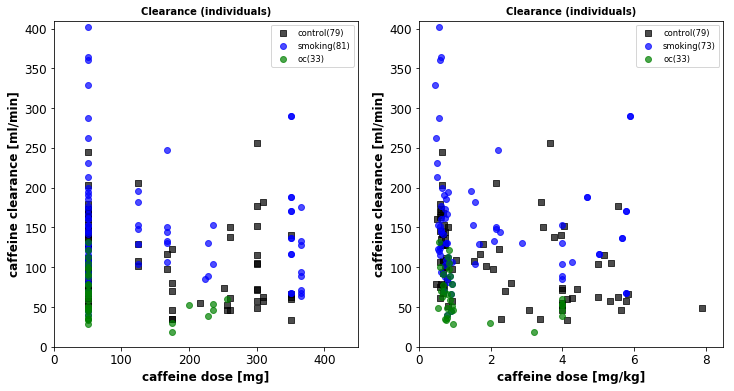 Clearance (individuals)
caffeine clearance [ml/min]
400
350
300
250
200
150
100
50
0
control(79)
smoking(81)
oc(33)
0 100 200 300 400
caffeine dose [mg]
Clearance (individuals)
caffeine clearance [ml/min]
400
350
300
250
200
150
100
50
0
control(79)
smoking(73)
oc(33)
0 2 4 6 8
caffeine dose [mg/kg]